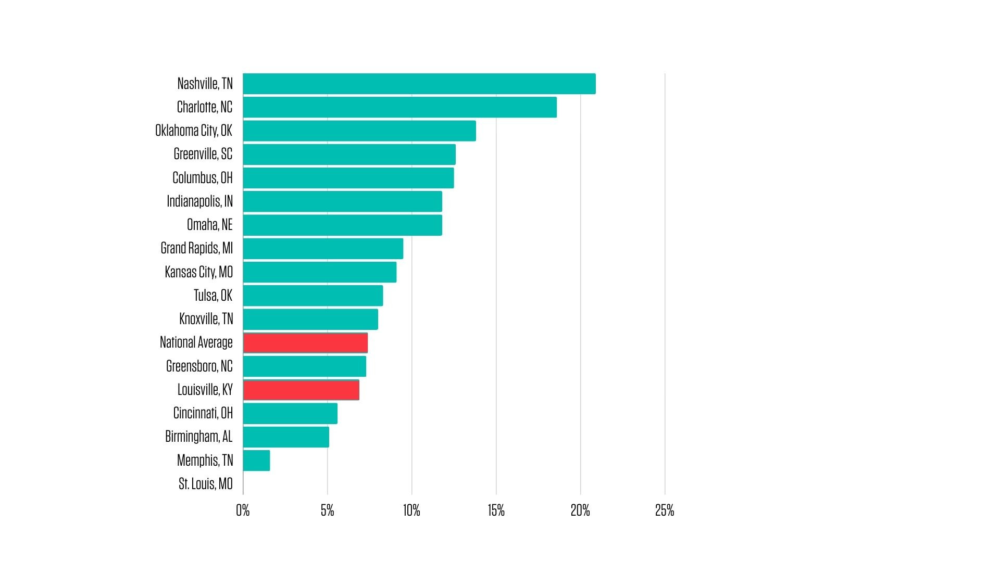 Nashville, TN
Charlotte, NC
Oklahoma City, OK
Greenville, SC
Columbus, OH
Indianapolis, IN
Omaha, NE
Grand Rapids, MI
Kansas City, MO
Tulsa, OK
Knoxville, TN
National Average
Greensboro, NC
Louisville, KY
Cincinnati, OH
Birmingham, AL
Memphis, TN
St. Louis, MO
0% 5% 10% 15% 20% 25%